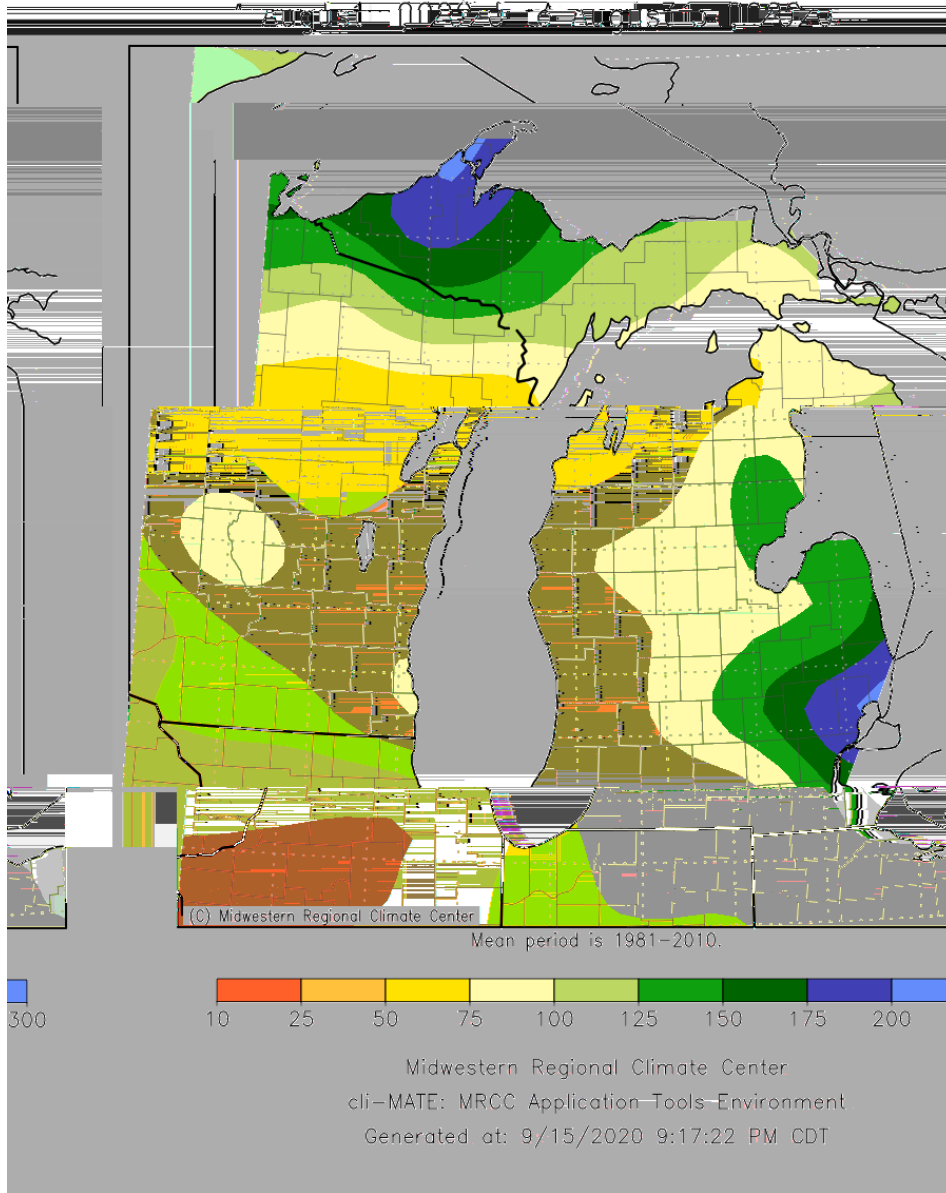 (C) Midwestern Regional Climate Center
Mean period is 1981-2010.
300 10 25 50 75 100 125 150 175 200
Midwestern Regional Climate Center
cli-MATE: MRCC Application Tools Environment
Generated at: 9/15/2020 9:17:22 PM CDT